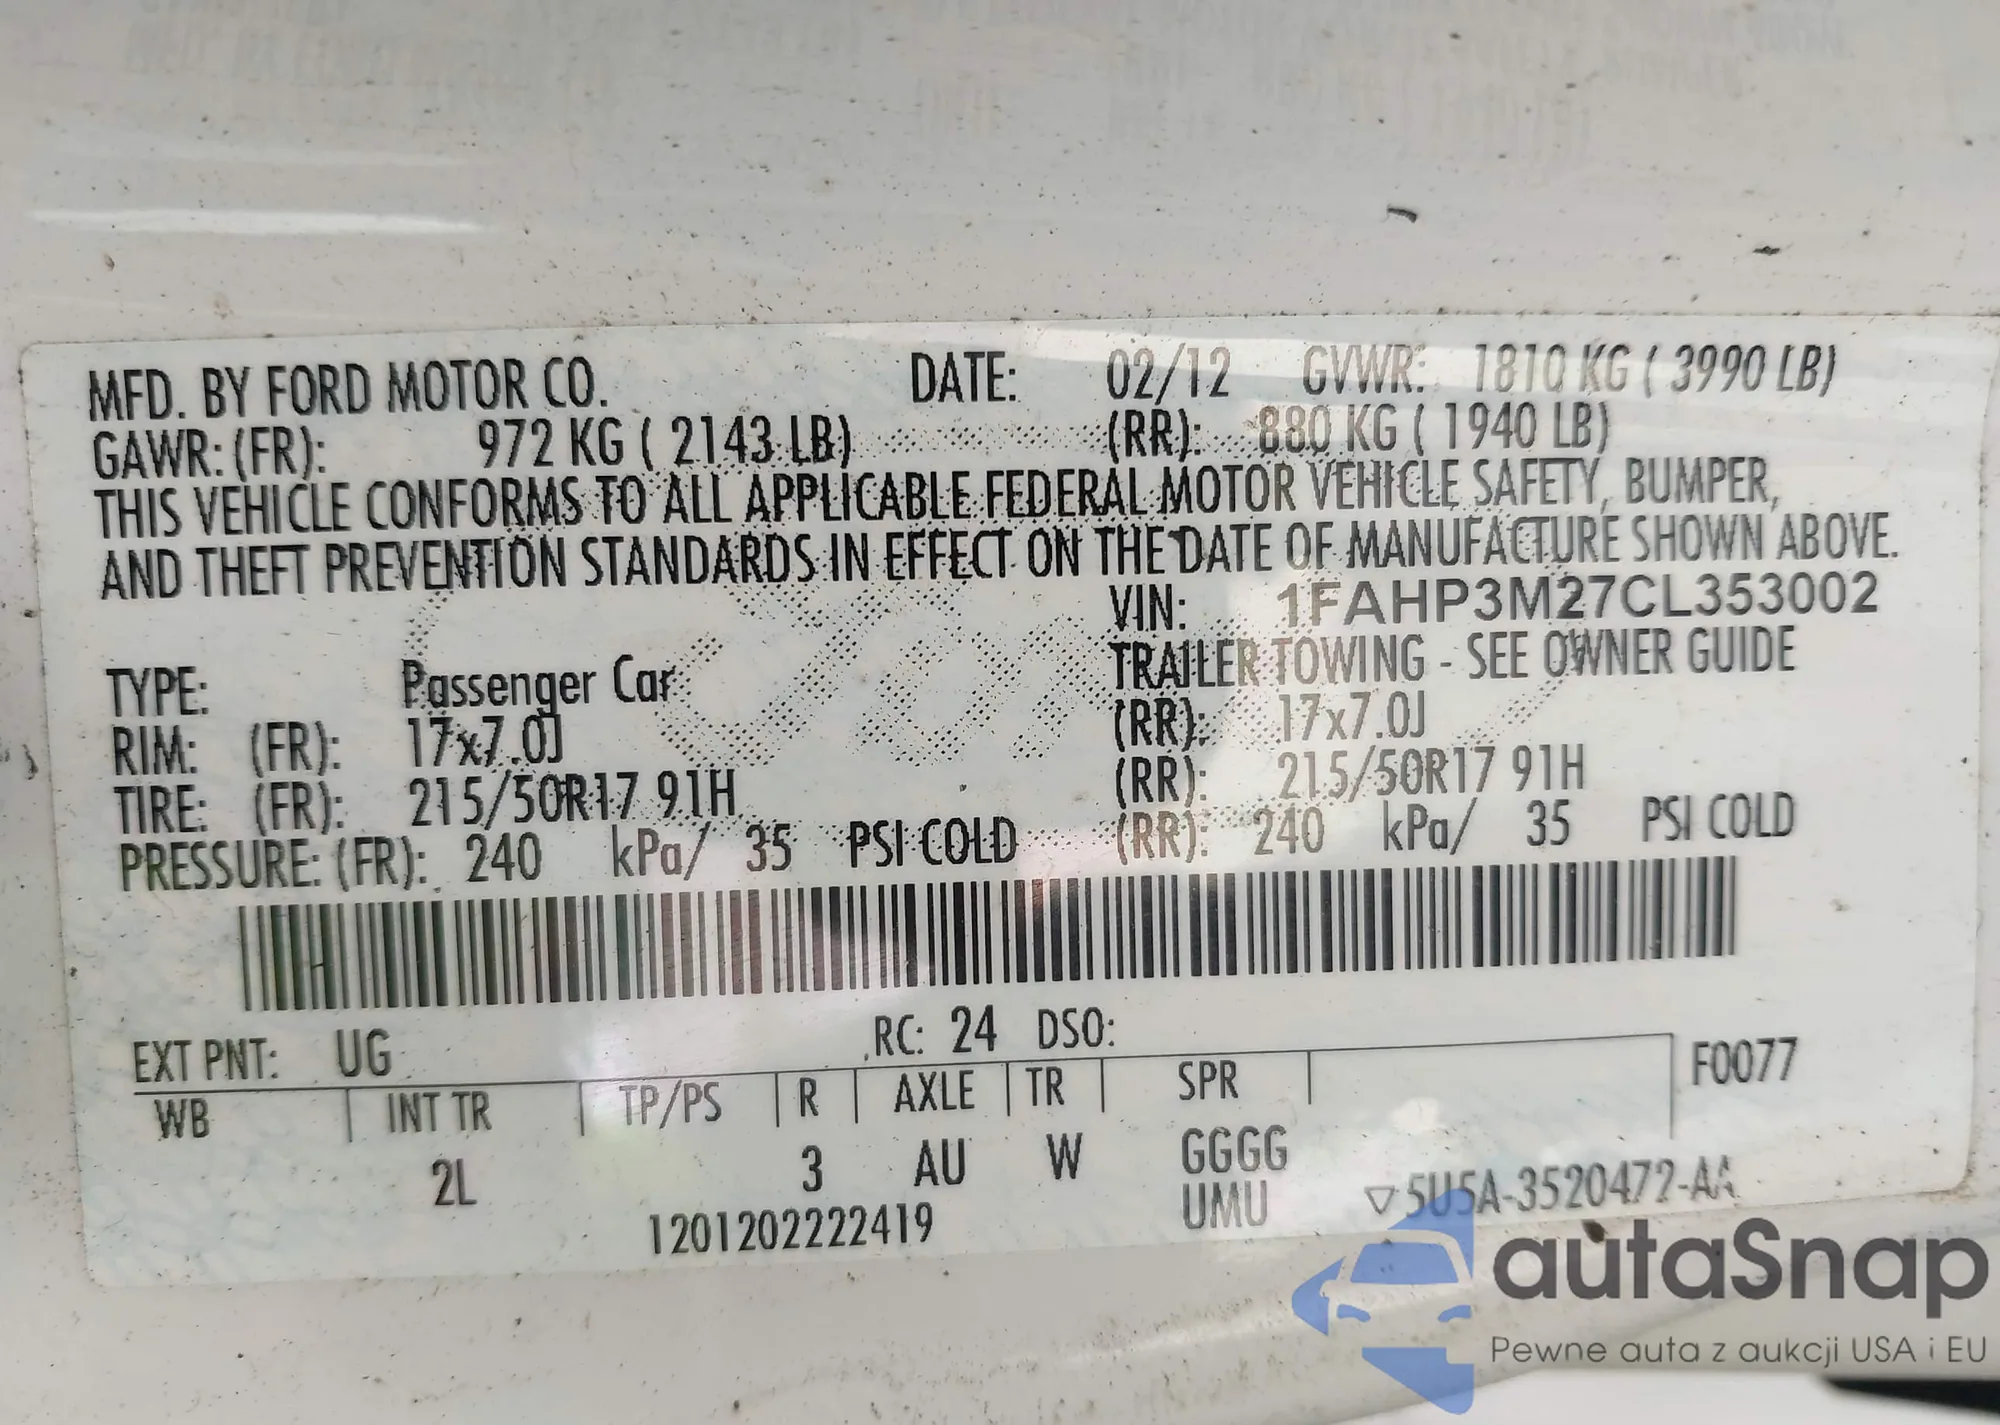 MFD. BY FORD MOTOR CO. DATE: 02/12 GVWR: 1810 KG ( 3990 LB)
GAWR: (FR): 972 KG ( 2143 LB) (RR): 880 KG ( 1940 LB)
THIS VEHICLE CONFORMS TO ALL APPLICABLE FEDERAL MOTOR VEHICLE SAFETY, BUMPER,
AND THEFT PREVENTION STANDARDS IN EFFECT ON THE DATE OF MANUFACTURE SHOWN ABOVE.
VIN: 1FAHP3M27CL353002
TYPE: Passenger Car TRAILER TOWING - SEE OWNER GUIDE
RIM: (FR): 17x7.0J (RR): 17x7.0J
TIRE: (FR): 215/50R17 91H (RR): 215/50R17 91H
PRESSURE: (FR): 240 kPa/ 35 PSI COLD (RR): 240 kPa/ 35 PSI COLD
EXT PNT: UG RC: 24 DSO: F0077
WB INT TR TP/PS R AXLE TR SPR
2L 3 AU W GGGG
1201202222419 UMU ▽5U5A-3520472-AA
autaSnap
Pewne auta z aukcji USA i EU